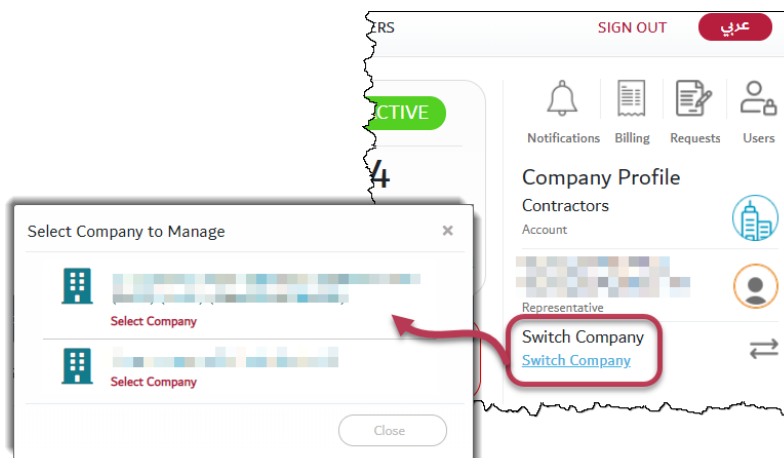 ERS
SIGN OUT
عربي
CTIVE
4
Notifications
Billing
Requests
Users
Company Profile
Contractors
Account
Representative
Switch Company
Switch Company
Select Company to Manage
×
Select Company
Select Company
Close